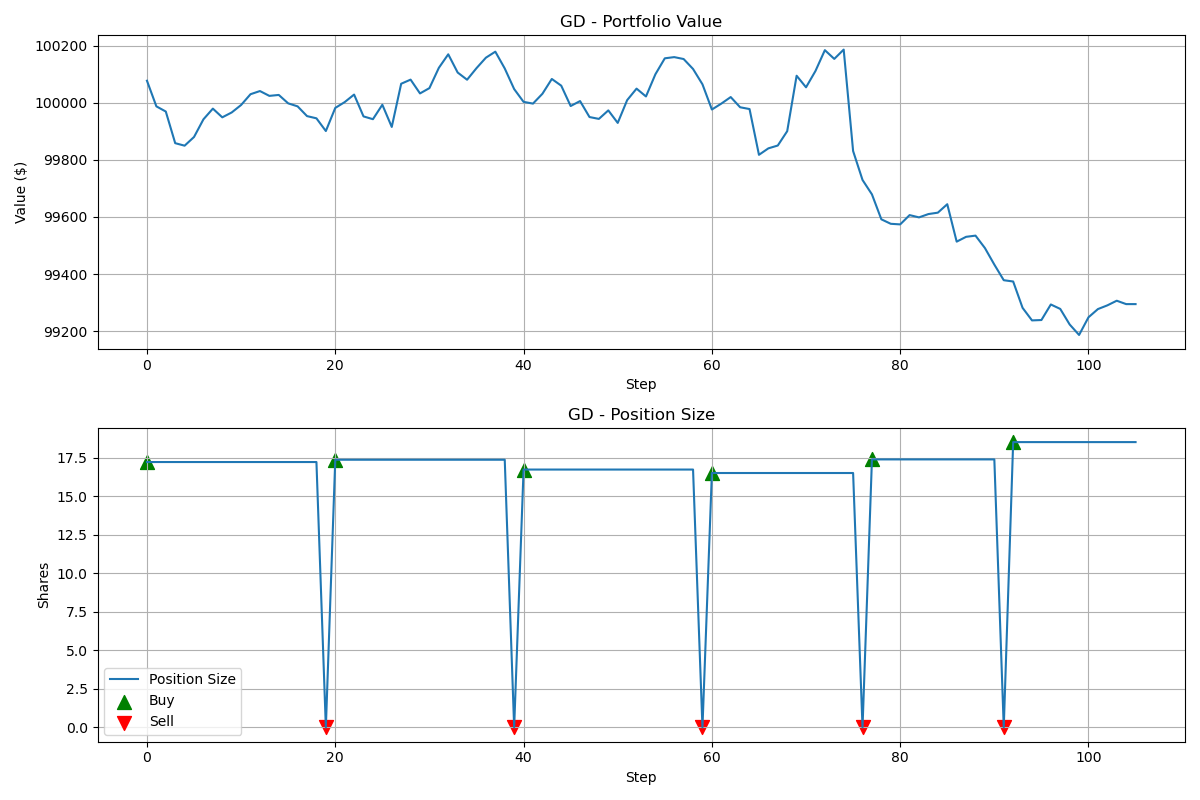 GD - Portfolio Value
100200
100000
99800
99600
99400
99200
Value ($)
0 20 40 60 80 100
Step
GD - Position Size
17.5
15.0
12.5
10.0
7.5
5.0
2.5
0.0
Shares
Position Size
Buy
Sell
0 20 40 60 80 100
Step